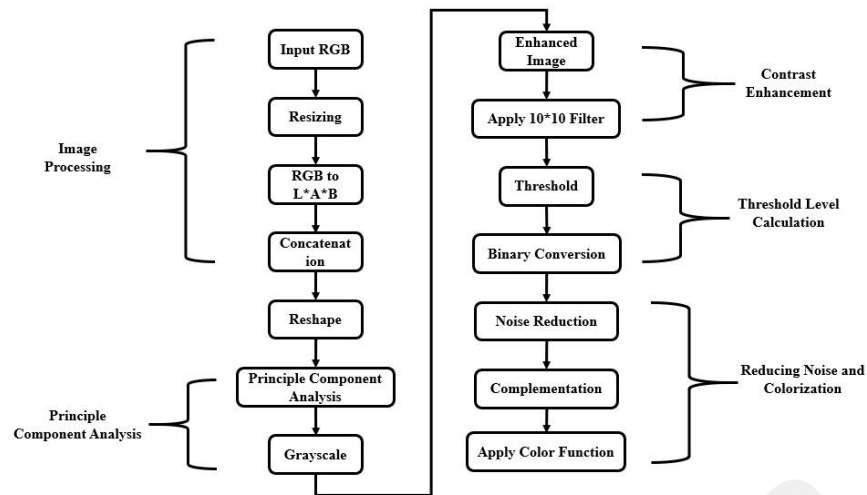 Input RGB
Resizing
RGB to
L*A*B
Concatenat
ion
Reshape
Principle Component
Analysis
Grayscale
Image
Processing
Principle
Component Analysis
Enhanced
Image
Apply 10*10 Filter
Threshold
Binary Conversion
Noise Reduction
Complementation
Apply Color Function
Contrast
Enhancement
Threshold Level
Calculation
Reducing Noise and
Colorization